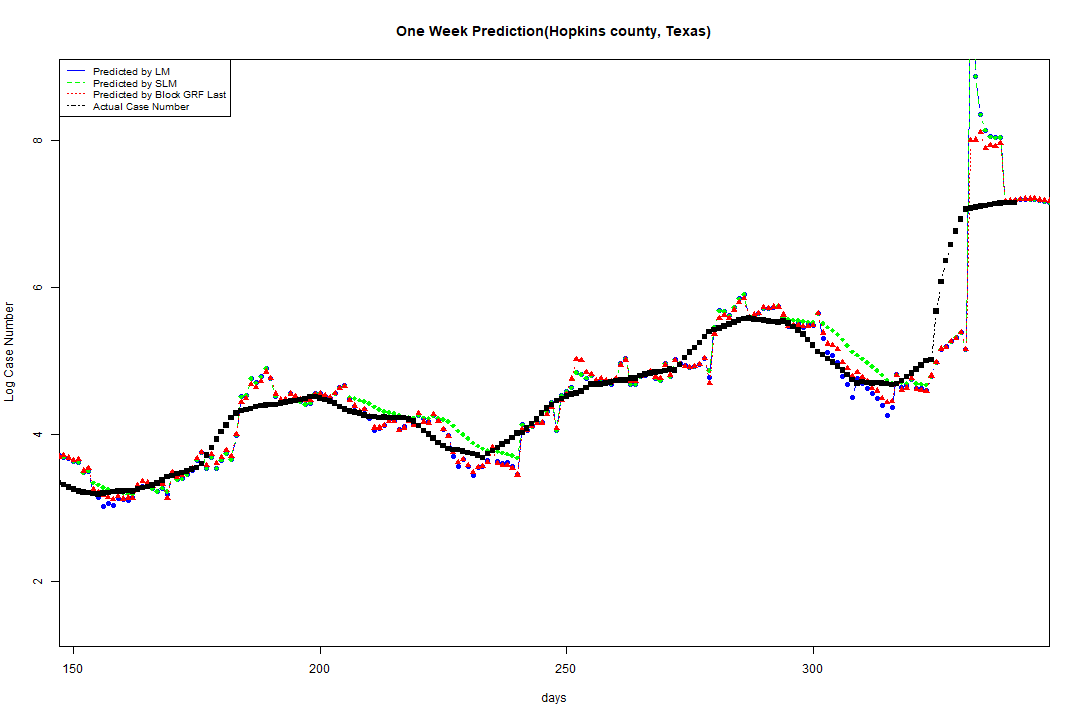 One Week Prediction(Hopkins county, Texas)
Predicted by LM
Predicted by SLM
Predicted by Block GRF Last
Actual Case Number
8
6
4
2
Log Case Number
150
200
250
300
days